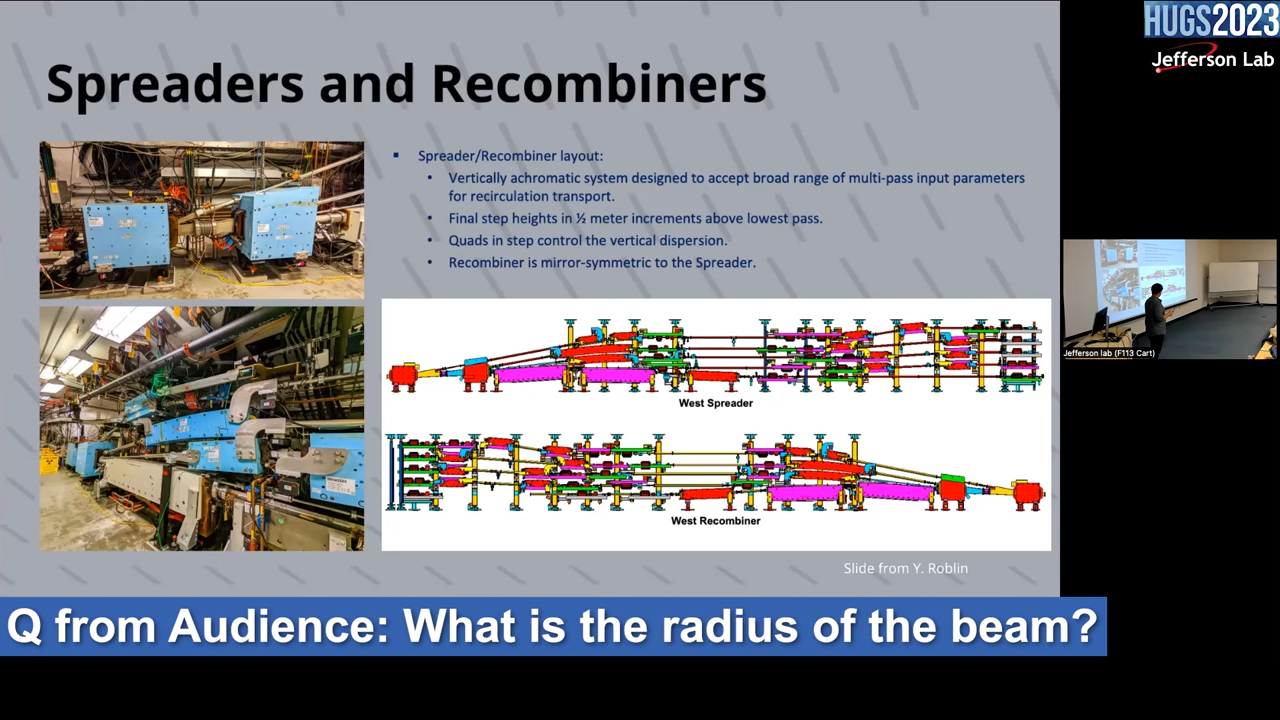 HUGS2023
Jefferson Lab
Spreaders and Recombiners
▪ Spreader/Recombiner layout:
• Vertically achromatic system designed to accept broad range of multi-pass input parameters
for recirculation transport.
• Final step heights in ½ meter increments above lowest pass.
• Quads in step control the vertical dispersion.
• Recombiner is mirror-symmetric to the Spreader.
West Spreader
West Recombiner
Slide from Y. Roblin
Jefferson lab (F113 Cart)
Q from Audience: What is the radius of the beam?